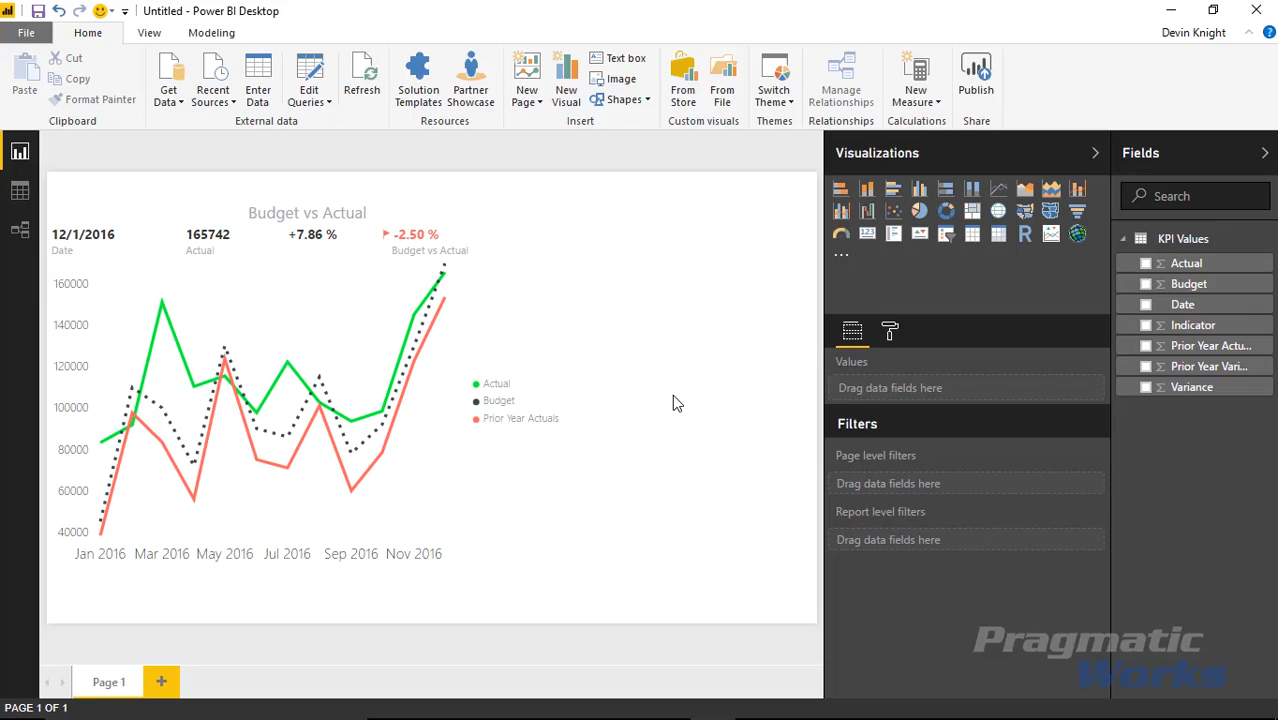 Untitled - Power BI Desktop
File Home View Modeling Devin Knight
Paste
Cut
Copy
Format Painter
Clipboard
Get Data
Recent Sources
Enter Data
Edit Queries
Refresh
External data
Solution Templates
Partner Showcase
Resources
New Page
New Visual
Text box
Image
Shapes
Insert
From Store
From File
Custom visuals
Switch Theme
Themes
Manage Relationships
Relationships
New Measure
Calculations
Publish
Share
Budget vs Actual
12/1/2016 165742 +7.86 % -2.50 %
Date Actual Budget vs Actual
160000
140000
120000
100000
80000
60000
40000
Jan 2016 Mar 2016 May 2016 Jul 2016 Sep 2016 Nov 2016
Actual
Budget
Prior Year Actuals
Visualizations
R
...
Values
Drag data fields here
Filters
Page level filters
Drag data fields here
Report level filters
Drag data fields here
Fields
Search
KPI Values
Actual
Budget
Date
Indicator
Prior Year Actu...
Prior Year Vari...
Variance
Pragmatic
Works
Page 1
PAGE 1 OF 1